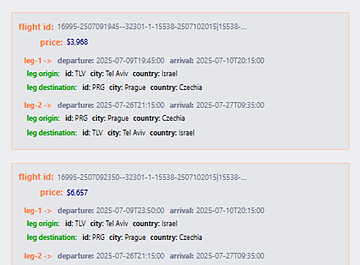 flight id: 16995-2507091945--32301-1-15538-2507102015|15538-...
price: $3,968
leg-1 -> departure: 2025-07-09T19:45:00 arrival: 2025-07-10T20:15:00
leg origin: id: TLV city: Tel Aviv country: Israel
leg destination: id: PRG city: Prague country: Czechia
leg-2 -> departure: 2025-07-26T21:15:00 arrival: 2025-07-27T09:35:00
leg origin: id: PRG city: Prague country: Czechia
leg destination: id: TLV city: Tel Aviv country: Israel
flight id: 16995-2507092350--32301-1-15538-2507102015|15538-...
price: $6,657
leg-1 -> departure: 2025-07-09T23:50:00 arrival: 2025-07-10T20:15:00
leg origin: id: TLV city: Tel Aviv country: Israel
leg destination: id: PRG city: Prague country: Czechia
leg-2 -> departure: 2025-07-26T21:15:00 arrival: 2025-07-27T09:35:00